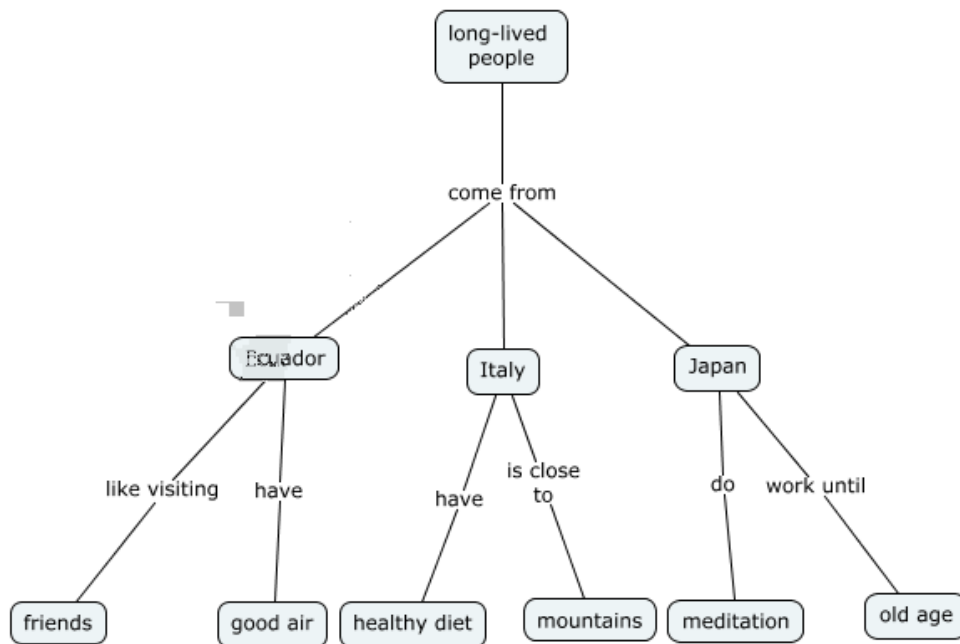 long-lived
people
come from
Ecuador
Italy
Japan
like visiting
have
have
is close
to
do
work until
friends
good air
healthy diet
mountains
meditation
old age